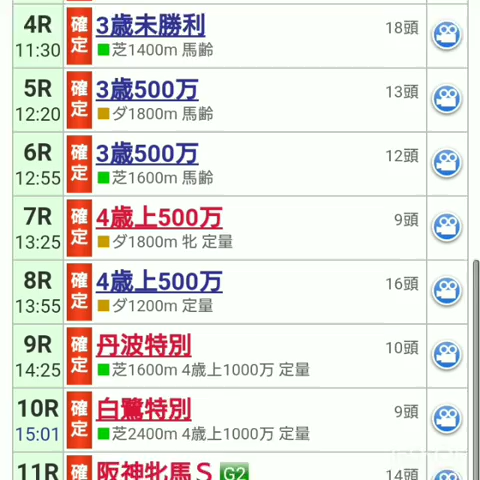 4R 確定 3歳未勝利 18頭
11:30 芝1400m 馬齢
5R 確定 3歳500万 13頭
12:20 ダ1800m 馬齢
6R 確定 3歳500万 12頭
12:55 芝1600m 馬齢
7R 確定 4歳上500万 9頭
13:25 ダ1800m 牝 定量
8R 確定 4歳上500万 16頭
13:55 ダ1200m 定量
9R 確定 丹波特別 10頭
14:25 芝1600m 4歳上1000万 定量
10R 確定 白鷺特別 9頭
15:01 芝2400m 4歳上1000万 定量
11R 確 阪神牝馬S G2 14頭